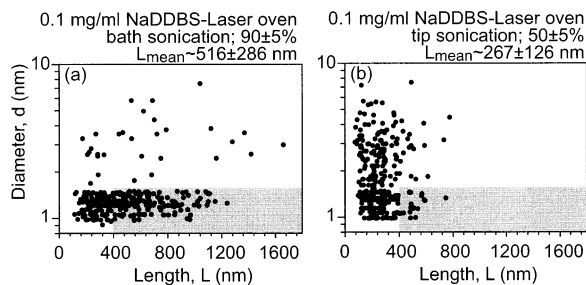 0.1 mg/ml NaDDBS-Laser oven
bath sonication; 90±5%
Lmean~516±286 nm
0.1 mg/ml NaDDBS-Laser oven
tip sonication; 50±5%
Lmean~267±126 nm
10
(a)
Diameter, d (nm)
1
0 400 800 1200 1600
Length, L (nm)
10
(b)
1
0 400 800 1200 1600
Length, L (nm)